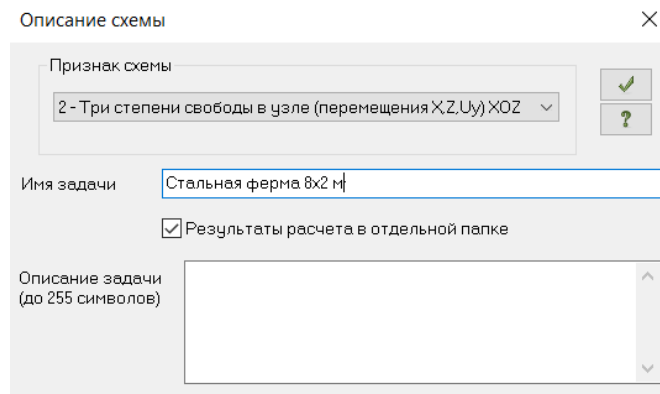 Описание схемы
Признак схемы
2 - Три степени свободы в узле (перемещения X,Z,Uy) XOZ
Имя задачи
Стальная ферма 8x2 м
Результаты расчета в отдельной папке
Описание задачи
(до 255 символов)